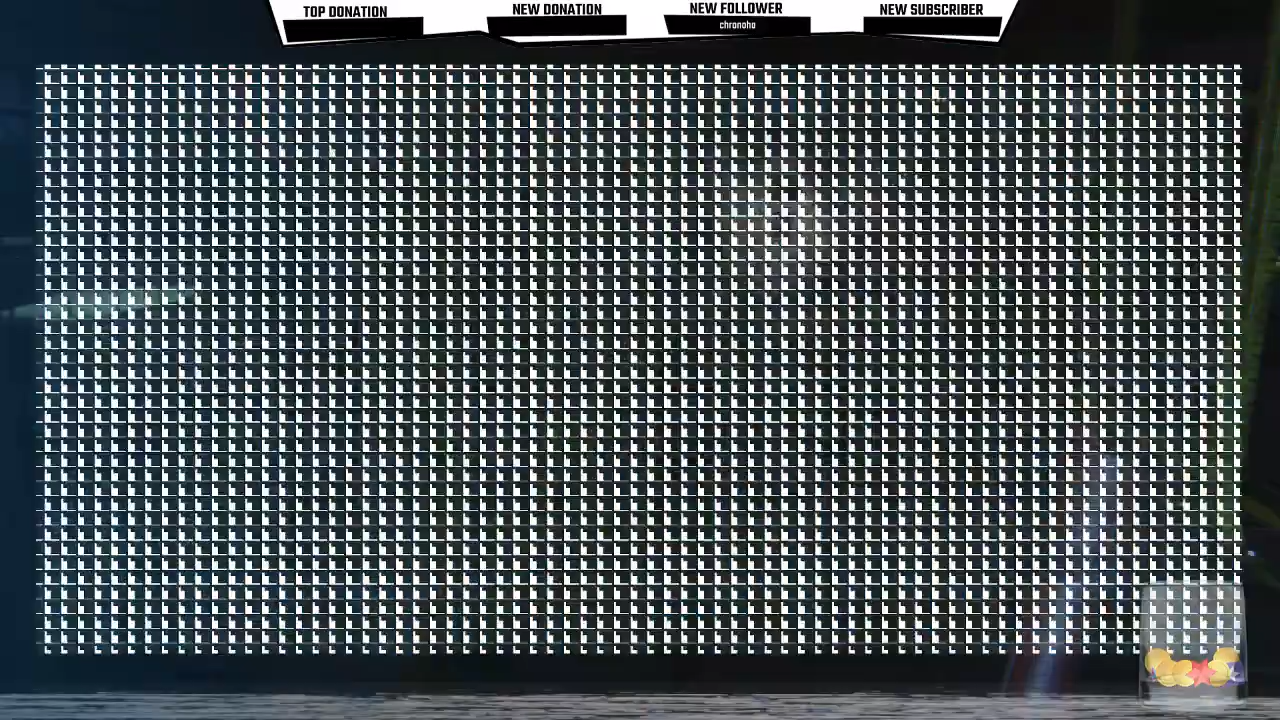 TOP DONATION
NEW DONATION
NEW FOLLOWER
NEW SUBSCRIBER
chronoha